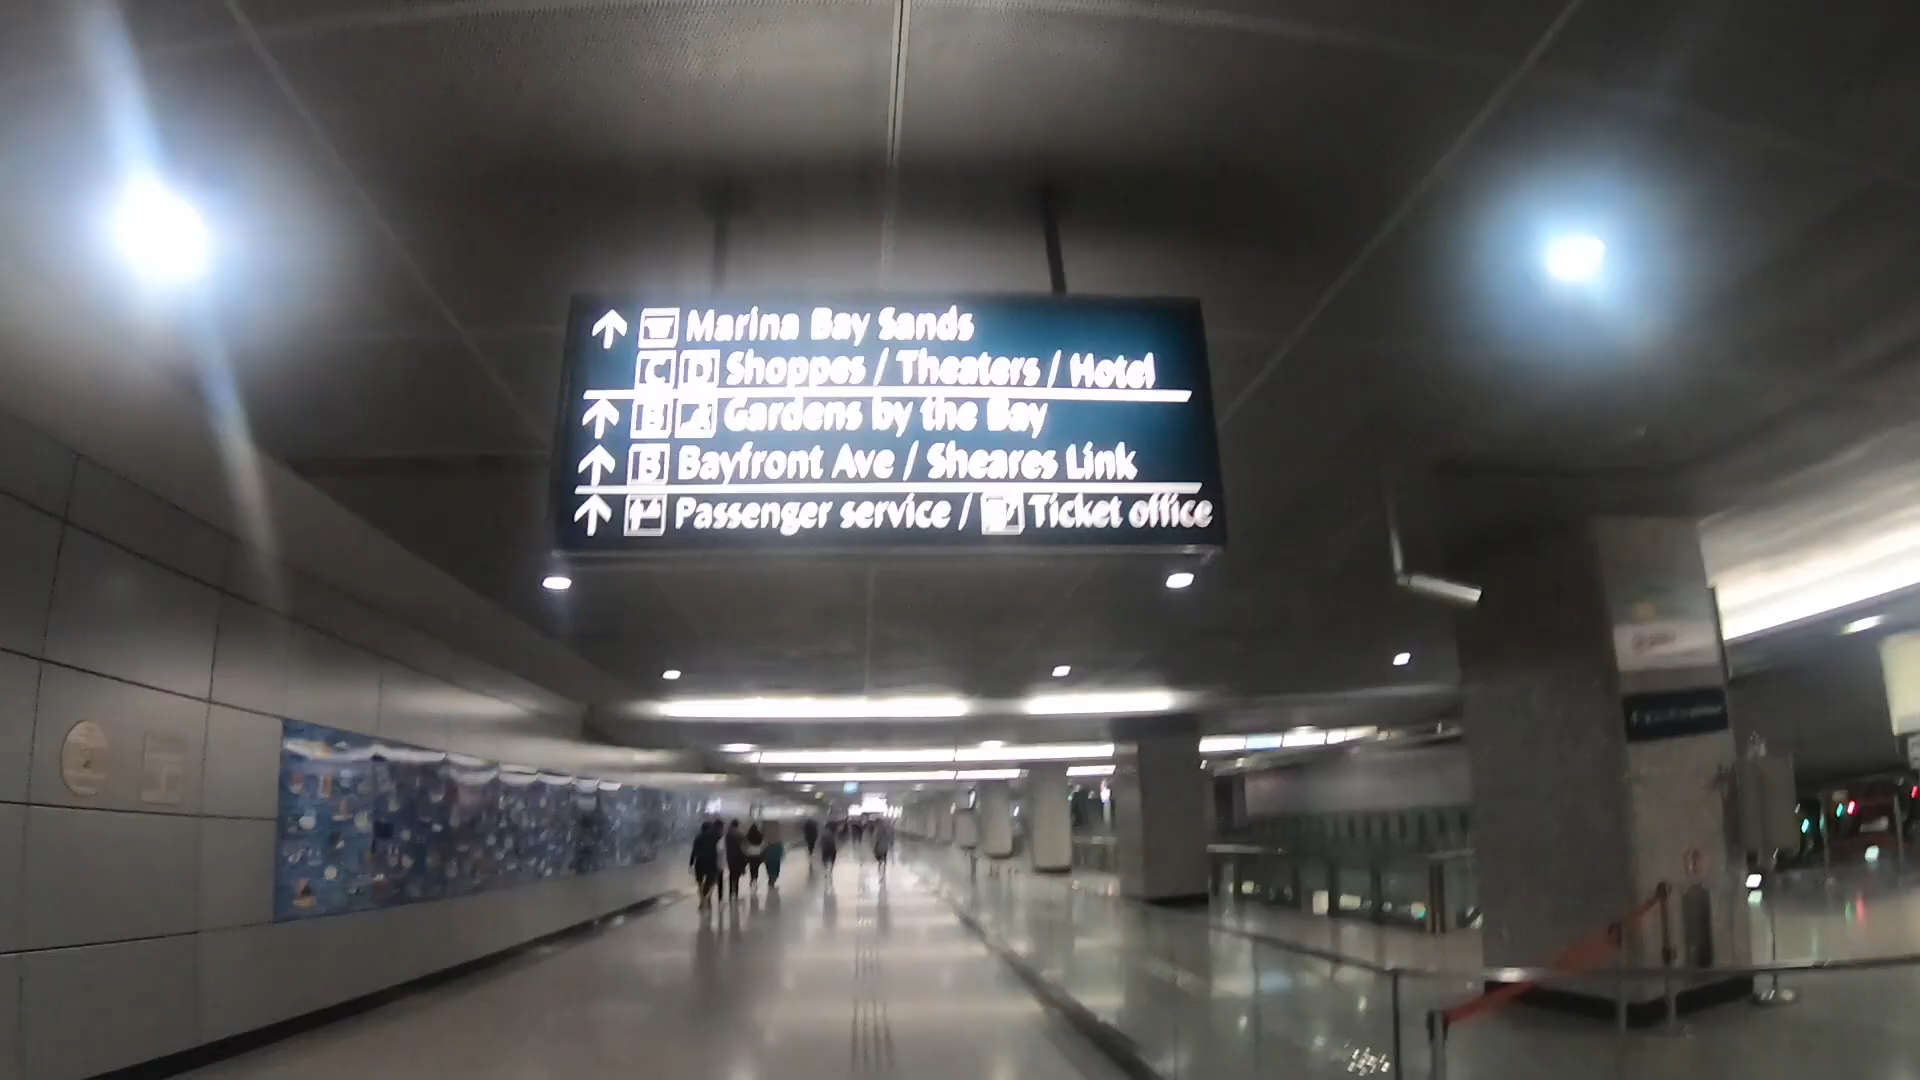 Marina Bay Sands
C D Shoppes / Theaters / Hotel
B Gardens by the Bay
B Bayfront Ave / Sheares Link
Passenger service / Ticket office